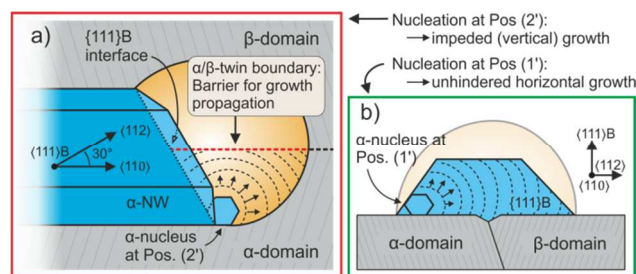 a)
{111}B
interface
β-domain
α/β-twin boundary:
Barrier for growth
propagation
⟨112⟩
⟨111⟩B
30°
⟨110⟩
α-NW
α-nucleus
at Pos. (2')
α-domain
Nucleation at Pos (2'):
→impeded (vertical) growth
Nucleation at Pos (1'):
→unhindered horizontal growth
b)
α-nucleus at
Pos. (1')
⟨111⟩B
⟨112⟩
⟨110⟩
{111}B
α-domain
β-domain